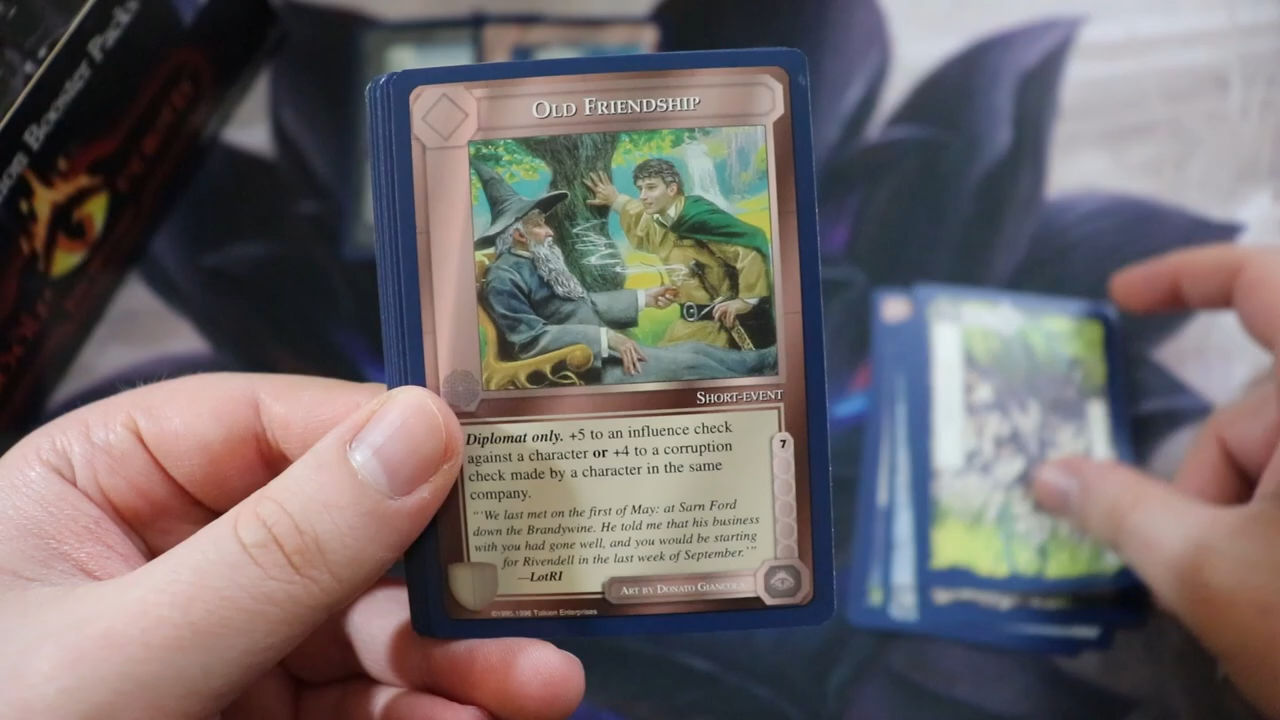 OLD FRIENDSHIP
SHORT-EVENT
Diplomat only. +5 to an influence check
against a character or +4 to a corruption
check made by a character in the same
company.
"'We last met on the first of May: at Sarn Ford
down the Brandywine. He told me that his business
with you had gone well, and you would be starting
for Rivendell in the last week of September.'"
—LotRI
7
ART BY DONATO GIANCOLA
©1995,1996 Tolkien Enterprises
Booster Packs